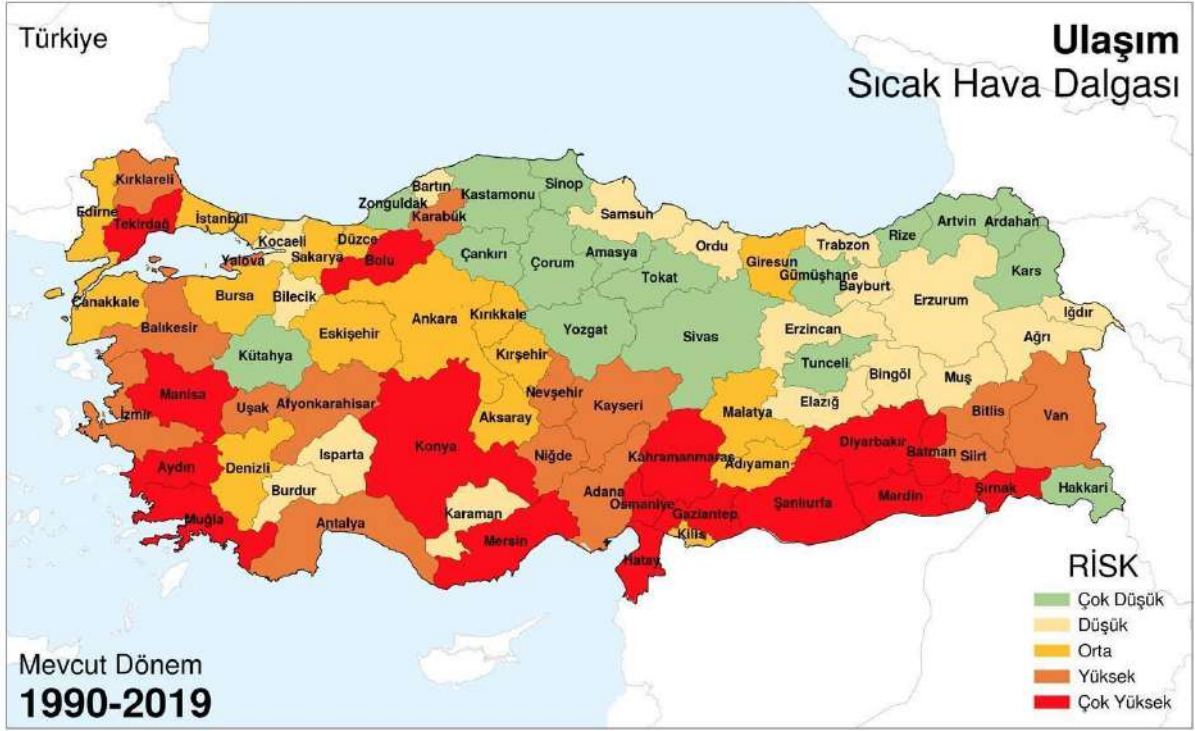 Türkiye
Ulaşım
Sıcak Hava Dalgası
Kırklareli
Edirne
Tekirdağ
İstanbul
Kocaeli
Yalova
Sakarya
Düzce
Bolu
Zonguldak
Bartın
Karabük
Kastamonu
Sinop
Çankırı
Çorum
Samsun
Amasya
Tokat
Ordu
Giresun
Gümüşhane
Trabzon
Bayburt
Rize
Artvin
Ardahan
Kars
Erzurum
Iğdır
Ağrı
Çanakkale
Balıkesir
Bursa
Bilecik
Kütahya
Eskişehir
Ankara
Kırıkkale
Kırşehir
Yozgat
Sivas
Erzincan
Tunceli
Bingöl
Muş
Elazığ
Malatya
Bitlis
Van
Manisa
İzmir
Uşak
Afyonkarahisar
Konya
Aksaray
Nevşehir
Kayseri
Niğde
Kahramanmaraş
Adıyaman
Diyarbakır
Batman
Siirt
Şırnak
Hakkari
Aydın
Denizli
Isparta
Burdur
Muğla
Antalya
Karaman
Mersin
Adana
Osmaniye
Gaziantep
Kilis
Hatay
Şanlıurfa
Mardin
RİSK
Çok Düşük
Düşük
Orta
Yüksek
Çok Yüksek
Mevcut Dönem
1990-2019